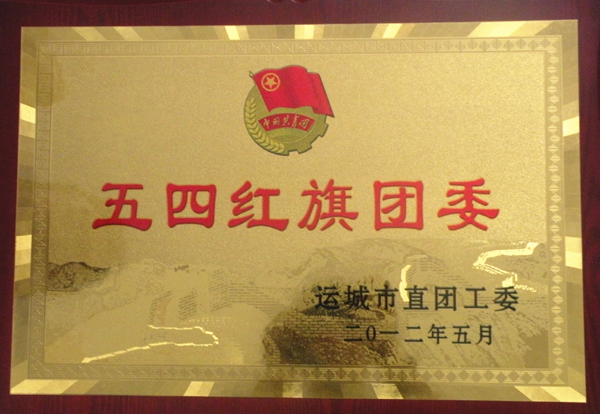 中国共青团
五四红旗团委
运城市直团工委
二〇一二年五月